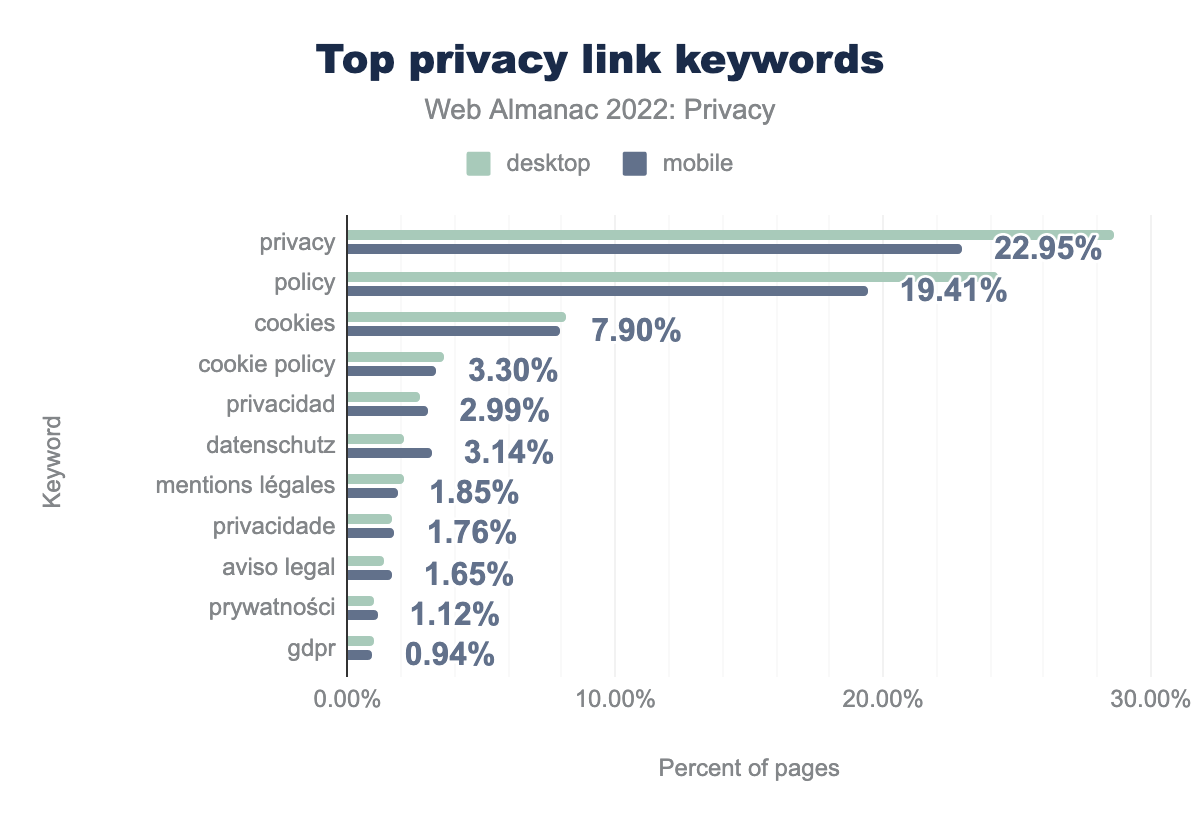 Top privacy link keywords
Web Almanac 2022: Privacy
desktop mobile
privacy 22.95%
policy 19.41%
cookies 7.90%
cookie policy 3.30%
privacidad 2.99%
datenschutz 3.14%
mentions légales 1.85%
privacidade 1.76%
aviso legal 1.65%
prywatności 1.12%
gdpr 0.94%
Keyword
0.00% 10.00% 20.00% 30.00%
Percent of pages